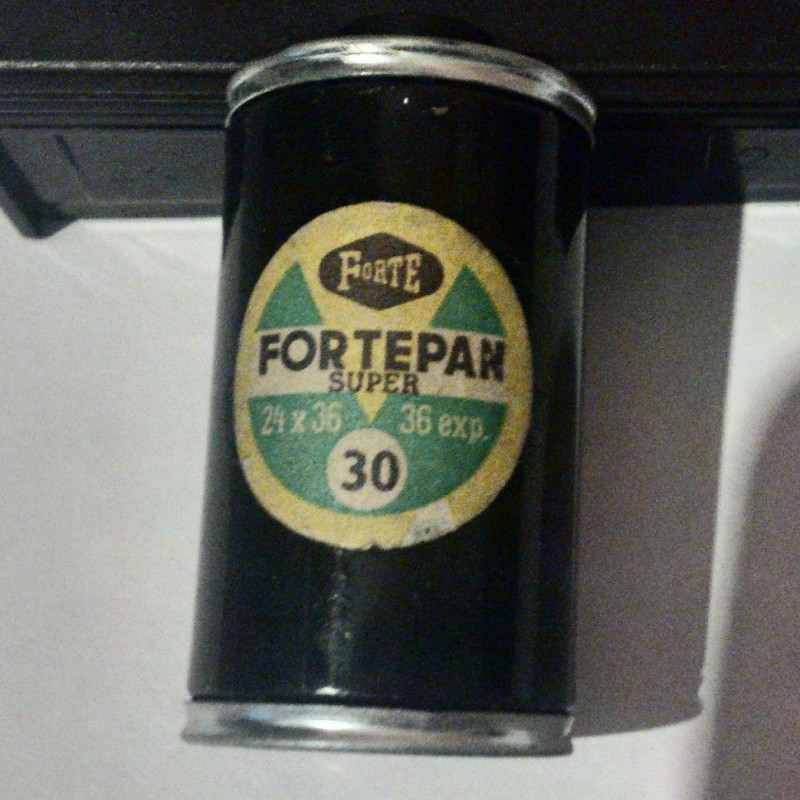 FORTE
FORTEPAN
SUPER
24 x 36 36 exp.
30